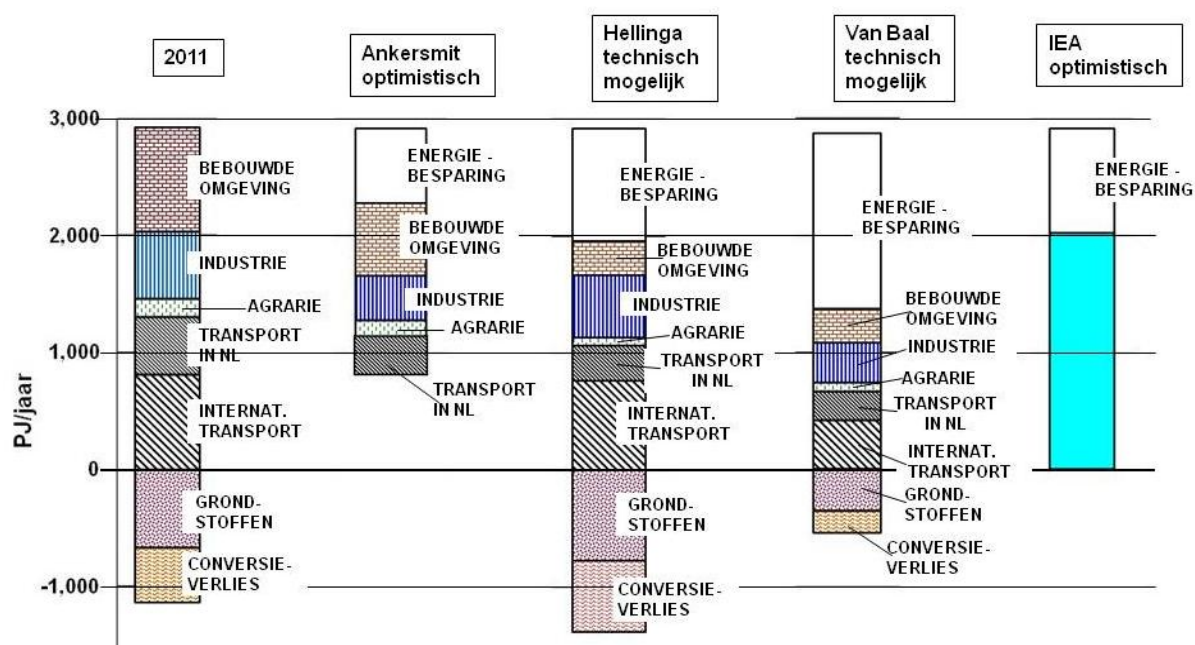 2011
Ankersmit
optimistisch
Hellinga
technisch
mogelijk
Van Baal
technisch
mogelijk
IEA
optimistisch
PJ/jaar
3,000
2,000
1,000
0
-1,000
BEBOUWDE
OMGEVING
INDUSTRIE
AGRARIE
TRANSPORT
IN NL
INTERNAT.
TRANSPORT
GROND-
STOFFEN
CONVERSIE-
VERLIES
ENERGIE -
BESPARING
BEBOUWDE
OMGEVING
INDUSTRIE
AGRARIE
TRANSPORT
IN NL
ENERGIE -
BESPARING
BEBOUWDE
OMGEVING
INDUSTRIE
AGRARIE
TRANSPORT
IN NL
INTERNAT.
TRANSPORT
GROND-
STOFFEN
CONVERSIE-
VERLIES
ENERGIE -
BESPARING
BEBOUWDE
OMGEVING
INDUSTRIE
AGRARIE
TRANSPORT
IN NL
INTERNAT.
TRANSPORT
GROND-
STOFFEN
CONVERSIE-
VERLIES
ENERGIE -
BESPARING